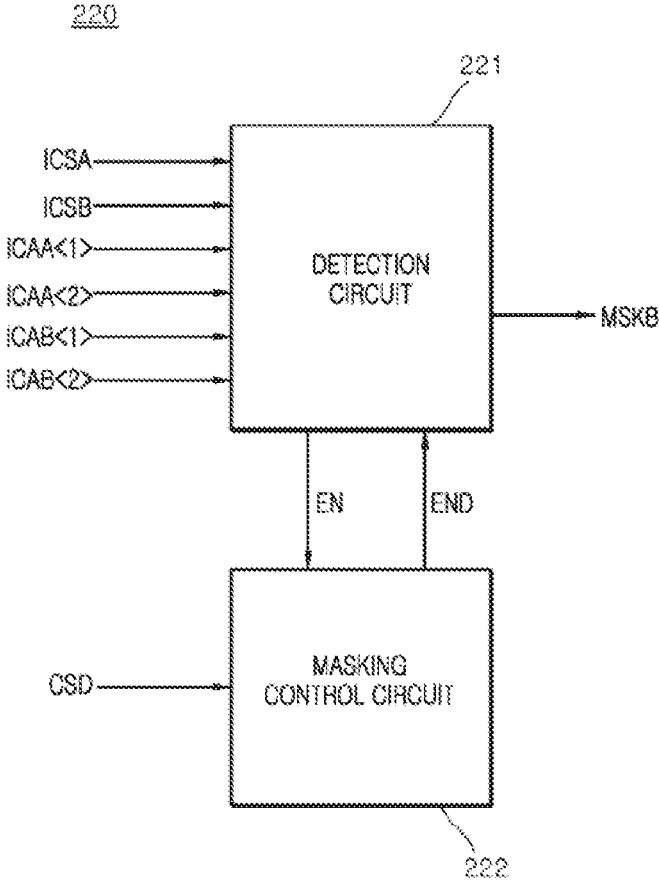 220
221
ICSA
ICSB
ICAA<1>
ICAA<2>
ICAB<1>
ICAB<2>
DETECTION
CIRCUIT
MSKB
EN
END
CSD
MASKING
CONTROL CIRCUIT
222